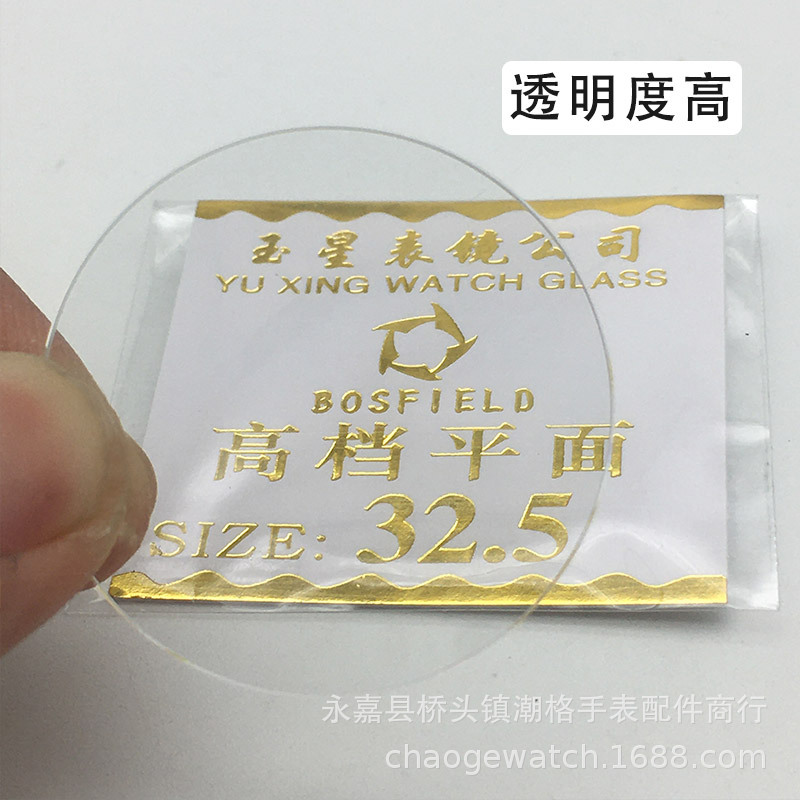 透明度高
玉星表镜公司
YU XING WATCH GLASS
BOSFIELD
高档平面
SIZE: 32.5
永嘉县桥头镇潮格手表配件商行
chaogewatch.1688.com